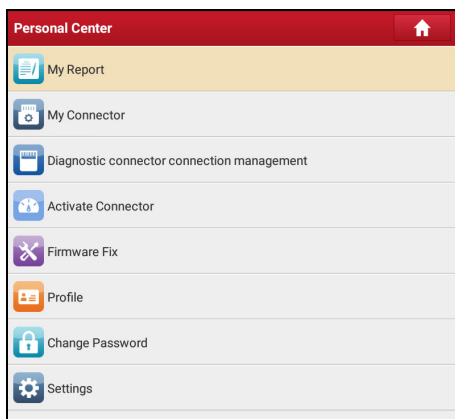 Personal Center
My Report
My Connector
Diagnostic connector connection management
Activate Connector
Firmware Fix
Profile
Change Password
Settings